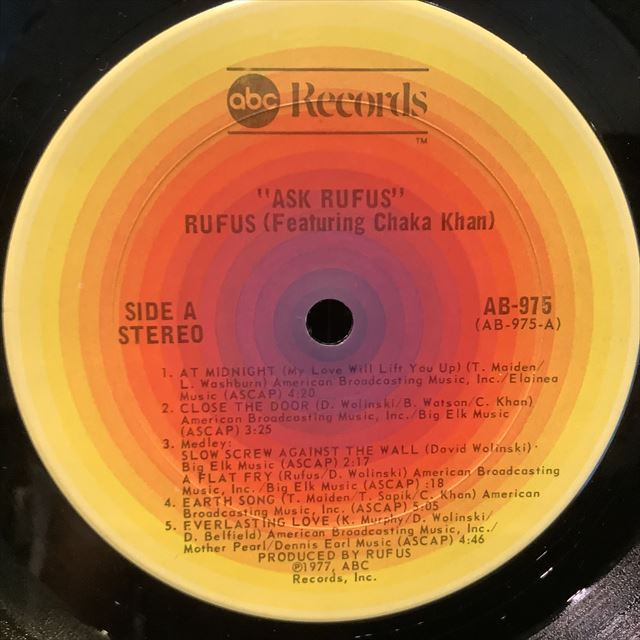 abc Records
TM
"ASK RUFUS"
RUFUS (Featuring Chaka Khan)
SIDE A
STEREO
AB-975
(AB-975-A)
1. AT MIDNIGHT (My Love Will Lift You Up) (T. Maiden/
L. Washburn) American Broadcasting Music, Inc./Elainea
Music (ASCAP) 4:20
2. CLOSE THE DOOR (D. Wolinski/B. Watson/C. Khan)
American Broadcasting Music, Inc./Big Elk Music
(ASCAP) 3:25
3. Medley:
SLOW SCREW AGAINST THE WALL (David Wolinski)·
Big Elk Music (ASCAP) 2:17
A FLAT FRY (Rufus/D. Wolinski) American Broadcasting
Music, Inc./Big Elk Music (ASCAP) :18
4. EARTH SONG (T. Maiden/T. Sapik/C. Khan) American
Broadcasting Music, Inc. (ASCAP) 5:05
5. EVERLASTING LOVE (K. Murphy/D. Wolinski/
D. Belfield) American Broadcasting Music, Inc./
Mother Pearl/Dennis Earl Music (ASCAP) 4:46
PRODUCED BY RUFUS
℗1977, ABC
Records, Inc.